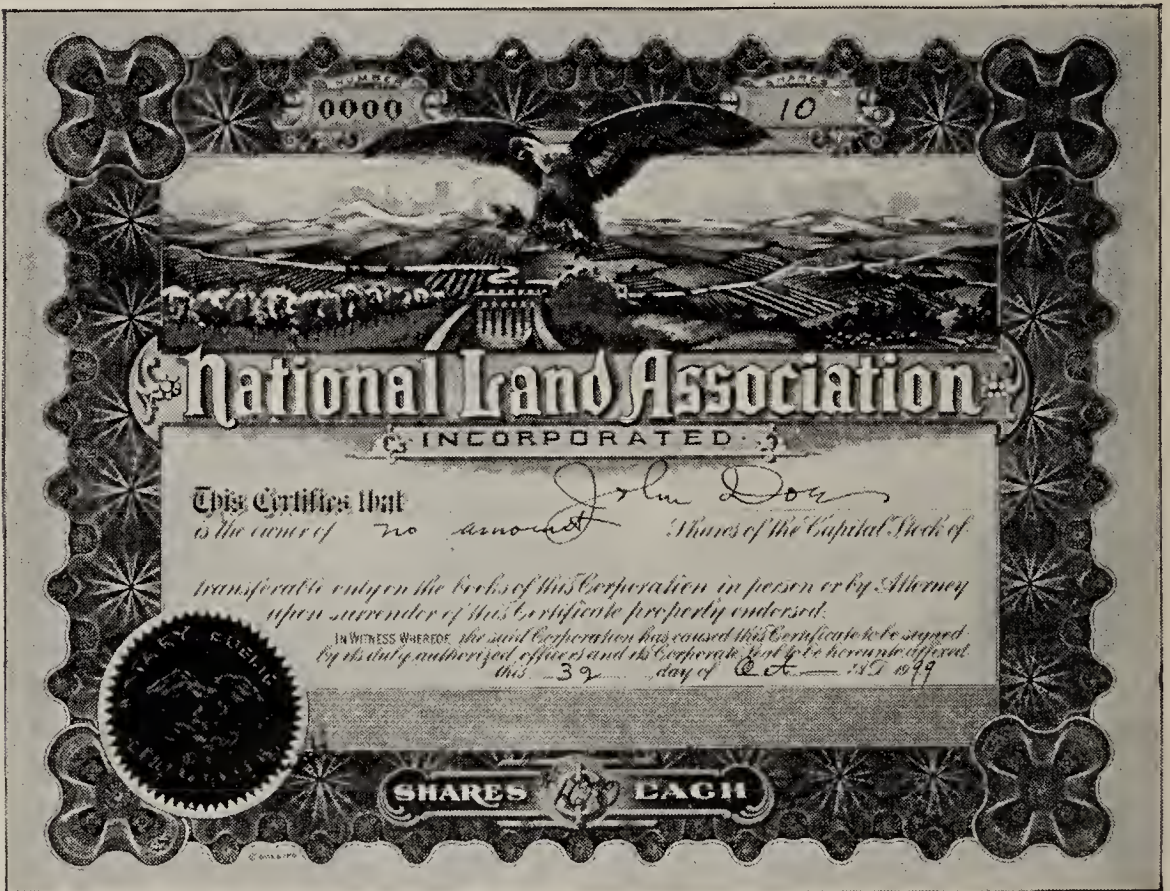 NUMBER
0000
SHARES
10
National Land Association
INCORPORATED
This Certifies that John Doe
is the owner of no amount Shares of the Capital Stock of
transferable only on the books of this Corporation in person or by Attorney
upon surrender of this Certificate properly endorsed.
IN WITNESS WHEREOF, the said Corporation has caused this Certificate to be signed
by its duly authorized officers and its Corporate Seal to be hereunto affixed
this 32 day of Oct A.D. 1999
NOTARY PUBLIC
SHARES EACH